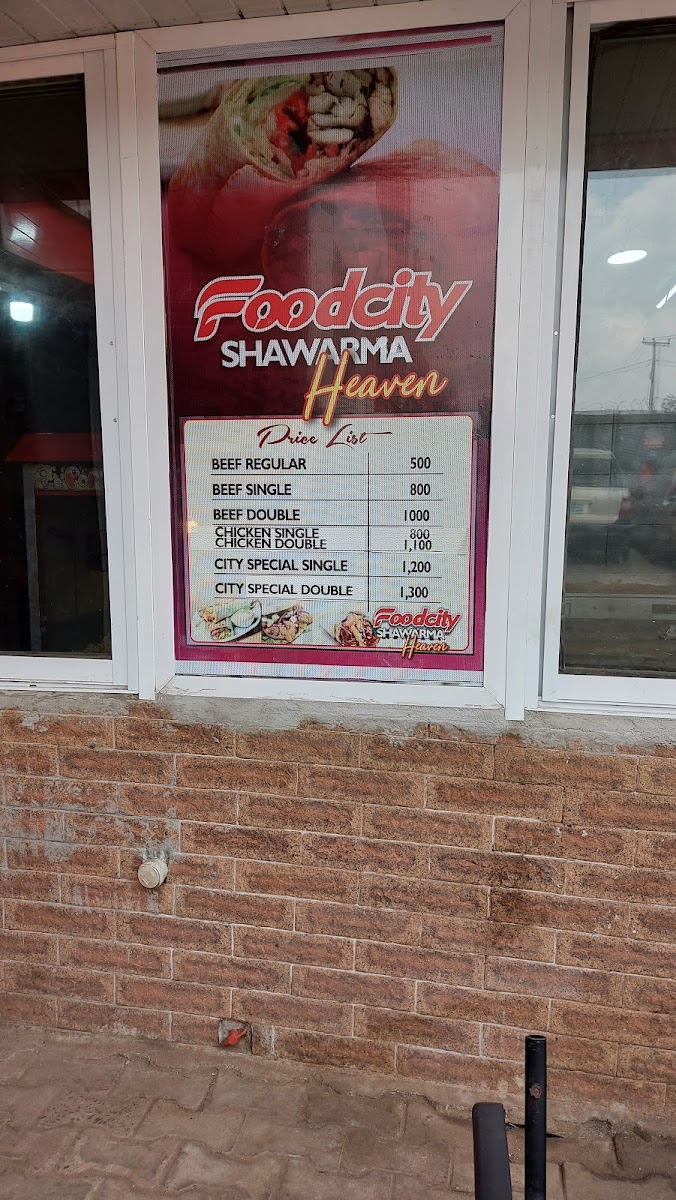 Foodcity
SHAWARMA
Heaven
Price List
BEEF REGULAR 500
BEEF SINGLE 800
BEEF DOUBLE 1000
CHICKEN SINGLE 800
CHICKEN DOUBLE 1,100
CITY SPECIAL SINGLE 1,200
CITY SPECIAL DOUBLE 1,300
Foodcity
SHAWARMA
Heaven